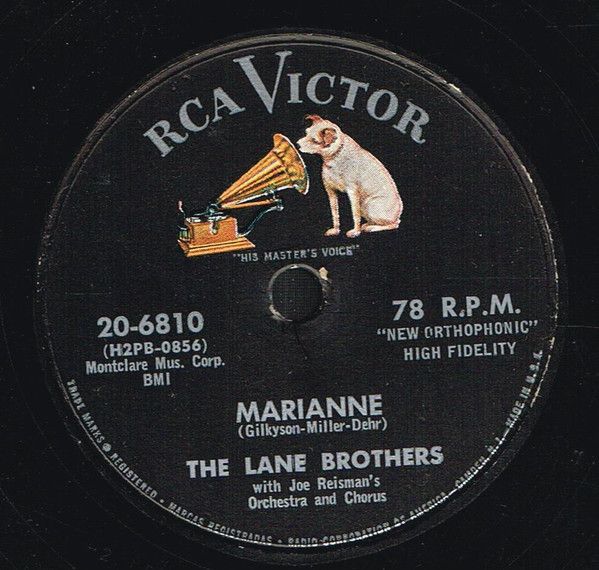 RCA VICTOR
"HIS MASTER'S VOICE"
20-6810
(H2PB-0856)
Montclare Mus. Corp.
BMI
78 R.P.M.
"NEW ORTHOPHONIC"
HIGH FIDELITY
MARIANNE
(Gilkyson-Miller-Dehr)
THE LANE BROTHERS
with Joe Reisman's
Orchestra and Chorus
TRADE MARKS ® REGISTERED • MARCAS REGISTRADAS • RADIO CORPORATION OF AMERICA, CAMDEN, N. J. • MADE IN U.S.A.